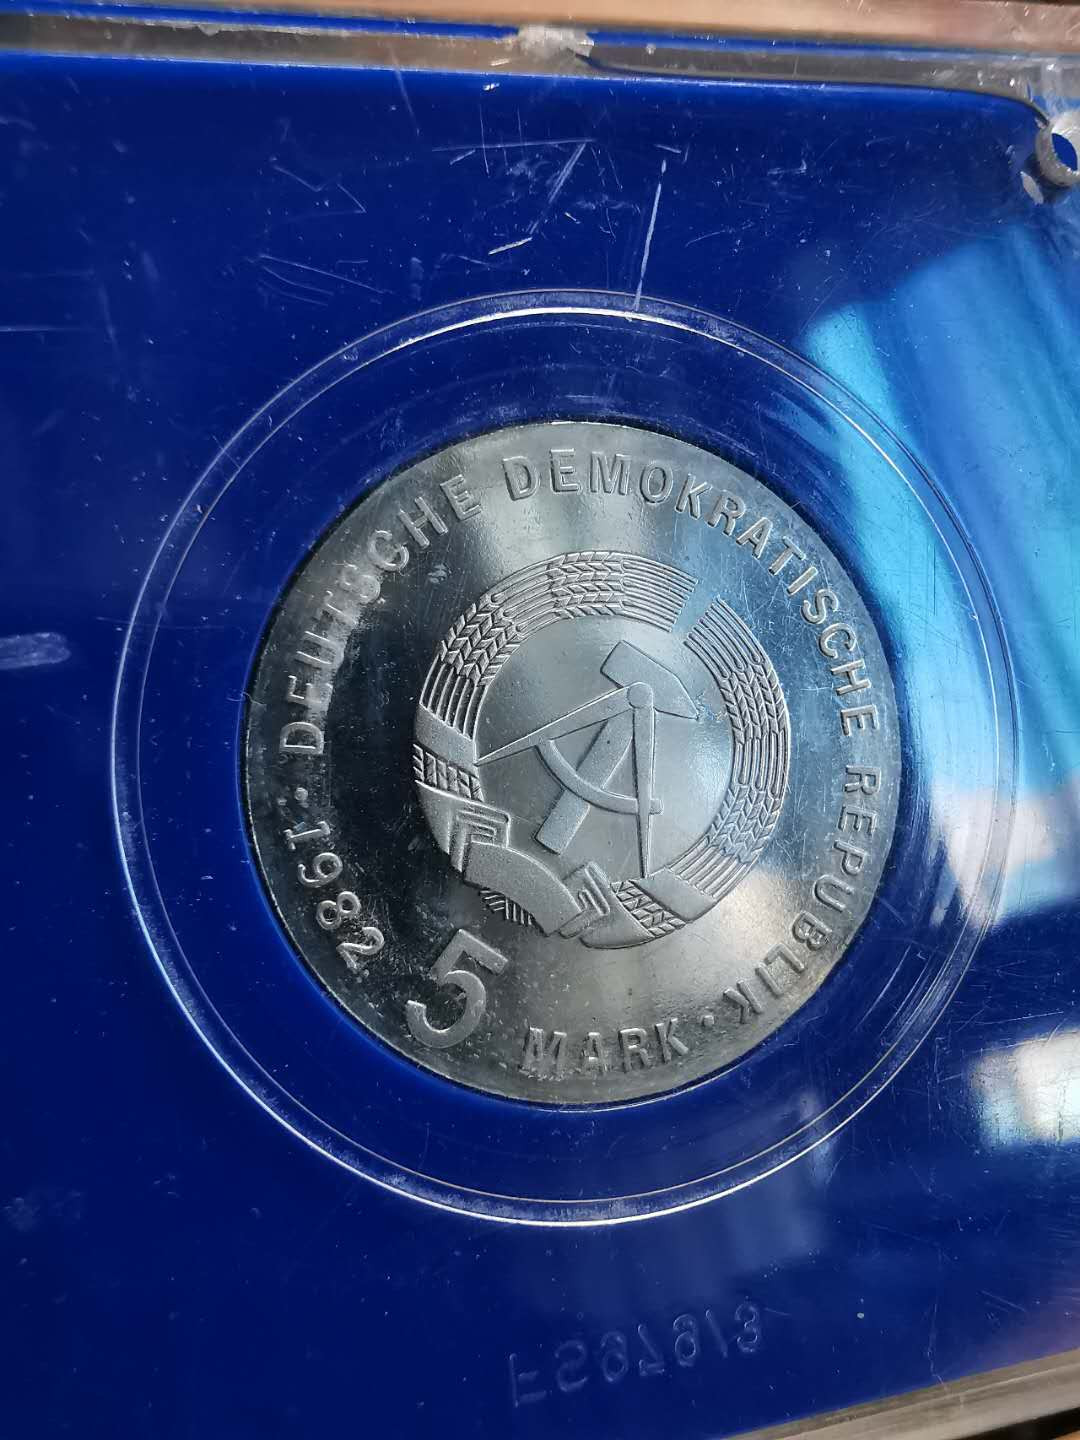 · DEUTSCHE DEMOKRATISCHE REPUBLIK ·
1982
5
MARK